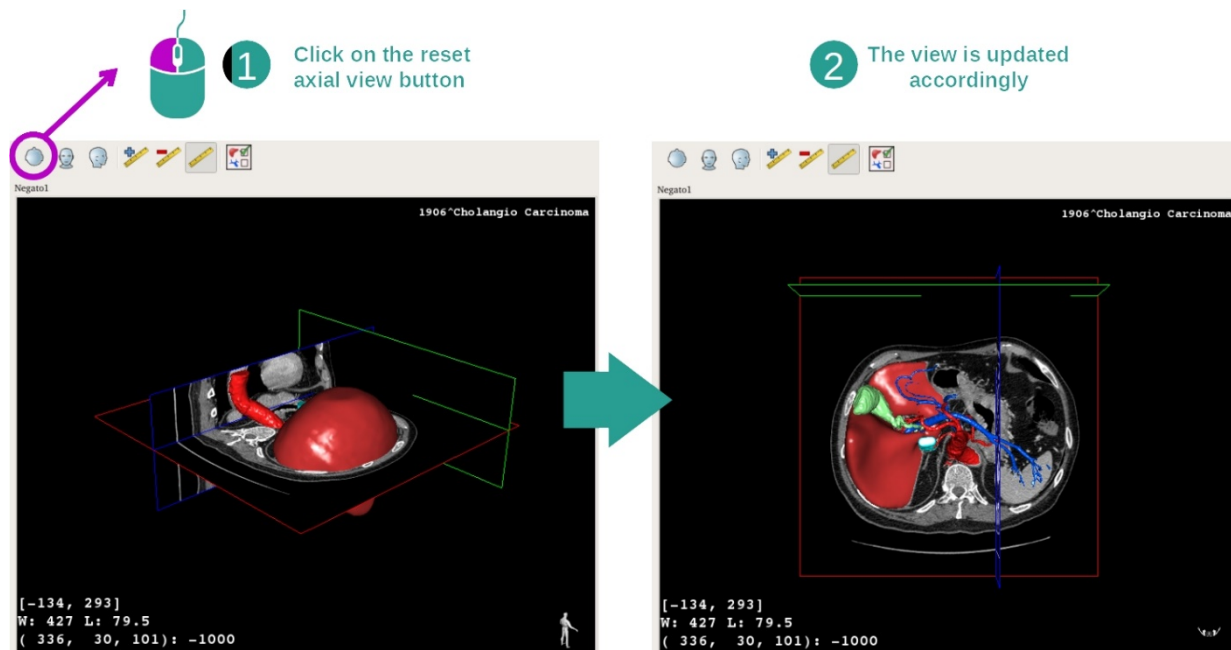 1
Click on the reset
axial view button
2
The view is updated
accordingly
Negato1
1906^Cholangio Carcinoma
[-134, 293]
W: 427 L: 79.5
( 336, 30, 101): -1000
Negato1
1906^Cholangio Carcinoma
[-134, 293]
W: 427 L: 79.5
( 336, 30, 101): -1000